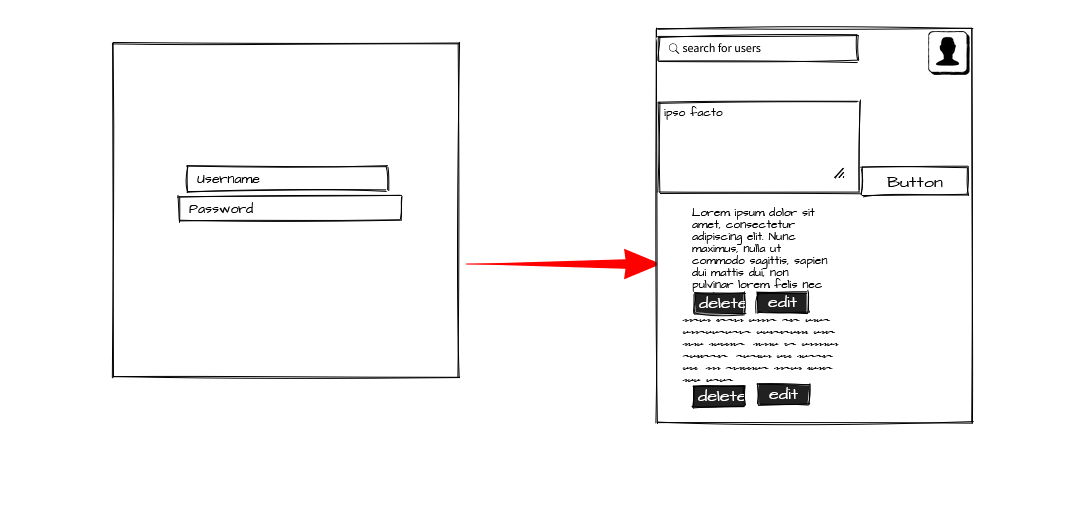 Username
Password
search for users
ipso facto
Button
Lorem ipsum dolor sit
amet, consectetur
adipiscing elit. Nunc
maximus, nulla ut
commodo sagittis, sapien
dui mattis dui, non
pulvinar lorem felis nec
delete
edit
delete
edit